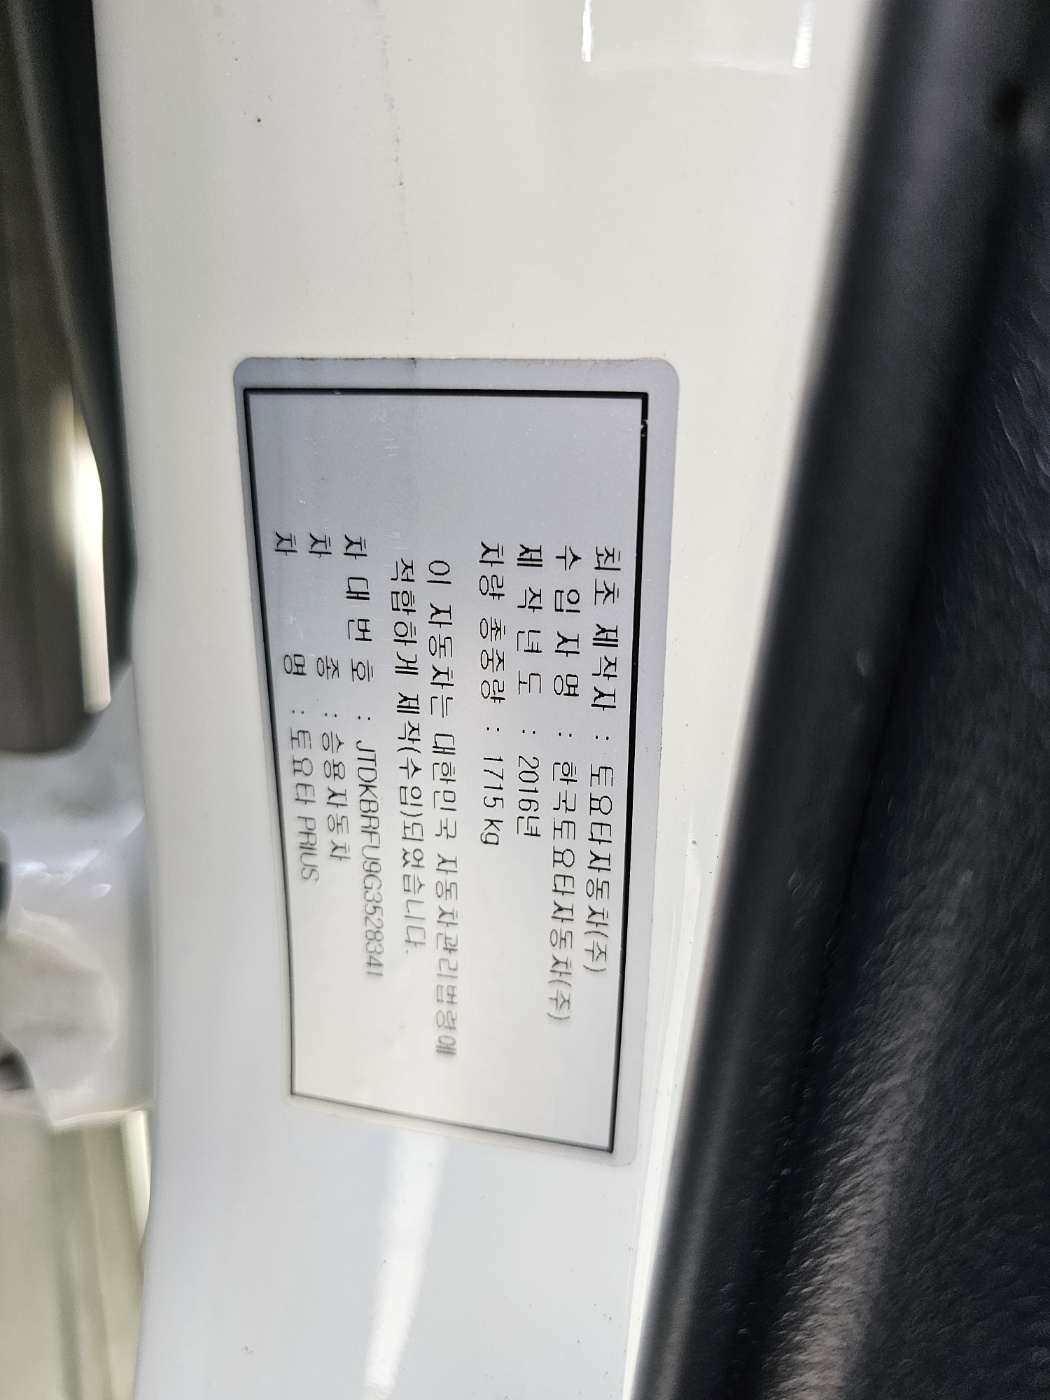 최초 제작자 : 토요타자동차(주)
수 입 자 명 : 한국토요타자동차(주)
제 작 년 도 : 2016년
차량 총중량 : 1715 kg
이 자동차는 대한민국 자동차관리법령에
적합하게 제작(수입)되었습니다.
차 대 번 호 : JTDKBRFU9G3528341
차 종 : 승용자동차
차 명 : 토요타 PRIUS